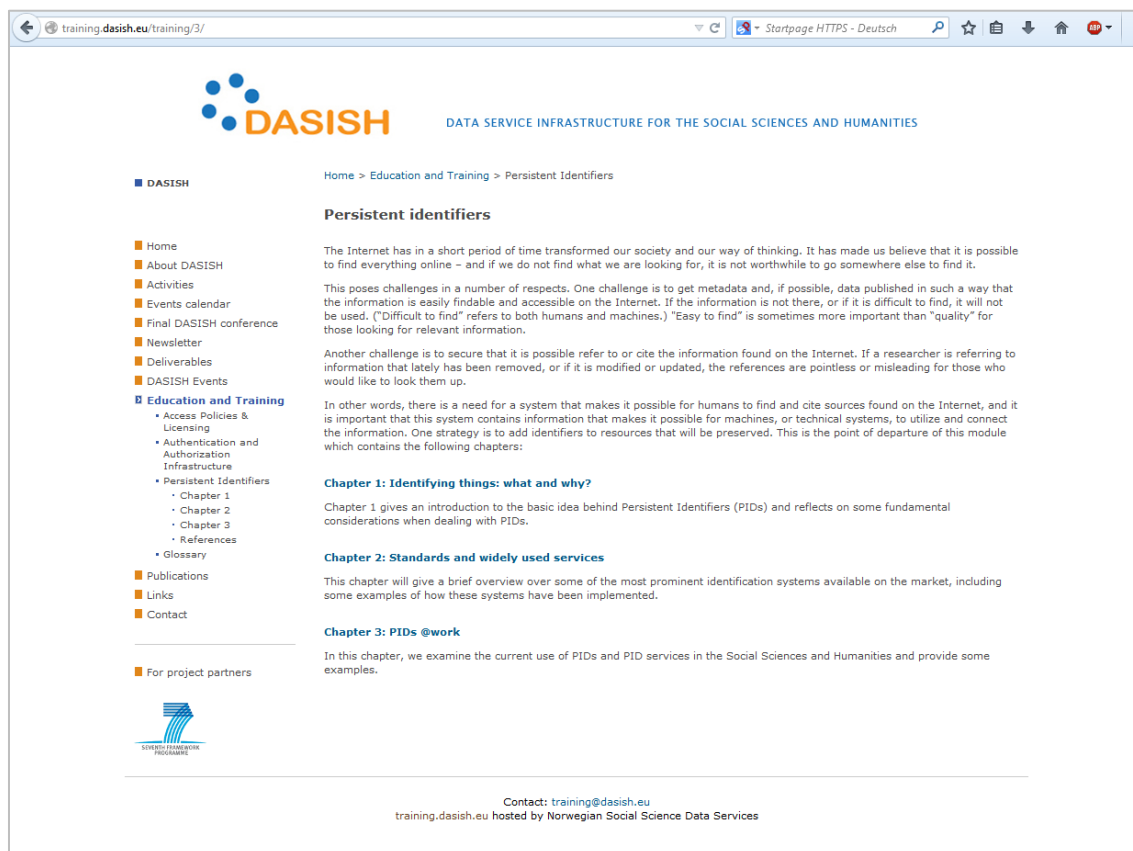 training.dasish.eu/training/3/
Startpage HTTPS - Deutsch
ABP
DASISH
DATA SERVICE INFRASTRUCTURE FOR THE SOCIAL SCIENCES AND HUMANITIES
DASISH
Home
About DASISH
Activities
Events calendar
Final DASISH conference
Newsletter
Deliverables
DASISH Events
Education and Training
Access Policies &
Licensing
Authentication and
Authorization
Infrastructure
Persistent Identifiers
Chapter 1
Chapter 2
Chapter 3
References
Glossary
Publications
Links
Contact
For project partners
SEVENTH FRAMEWORK
PROGRAMME
Home > Education and Training > Persistent Identifiers
Persistent identifiers
The Internet has in a short period of time transformed our society and our way of thinking. It has made us believe that it is possible
to find everything online – and if we do not find what we are looking for, it is not worthwhile to go somewhere else to find it.
This poses challenges in a number of respects. One challenge is to get metadata and, if possible, data published in such a way that
the information is easily findable and accessible on the Internet. If the information is not there, or if it is difficult to find, it will not
be used. (“Difficult to find” refers to both humans and machines.) "Easy to find" is sometimes more important than “quality” for
those looking for relevant information.
Another challenge is to secure that it is possible refer to or cite the information found on the Internet. If a researcher is referring to
information that lately has been removed, or if it is modified or updated, the references are pointless or misleading for those who
would like to look them up.
In other words, there is a need for a system that makes it possible for humans to find and cite sources found on the Internet, and it
is important that this system contains information that makes it possible for machines, or technical systems, to utilize and connect
the information. One strategy is to add identifiers to resources that will be preserved. This is the point of departure of this module
which contains the following chapters:
Chapter 1: Identifying things: what and why?
Chapter 1 gives an introduction to the basic idea behind Persistent Identifiers (PIDs) and reflects on some fundamental
considerations when dealing with PIDs.
Chapter 2: Standards and widely used services
This chapter will give a brief overview over some of the most prominent identification systems available on the market, including
some examples of how these systems have been implemented.
Chapter 3: PIDs @work
In this chapter, we examine the current use of PIDs and PID services in the Social Sciences and Humanities and provide some
examples.
Contact: training@dasish.eu
training.dasish.eu hosted by Norwegian Social Science Data Services